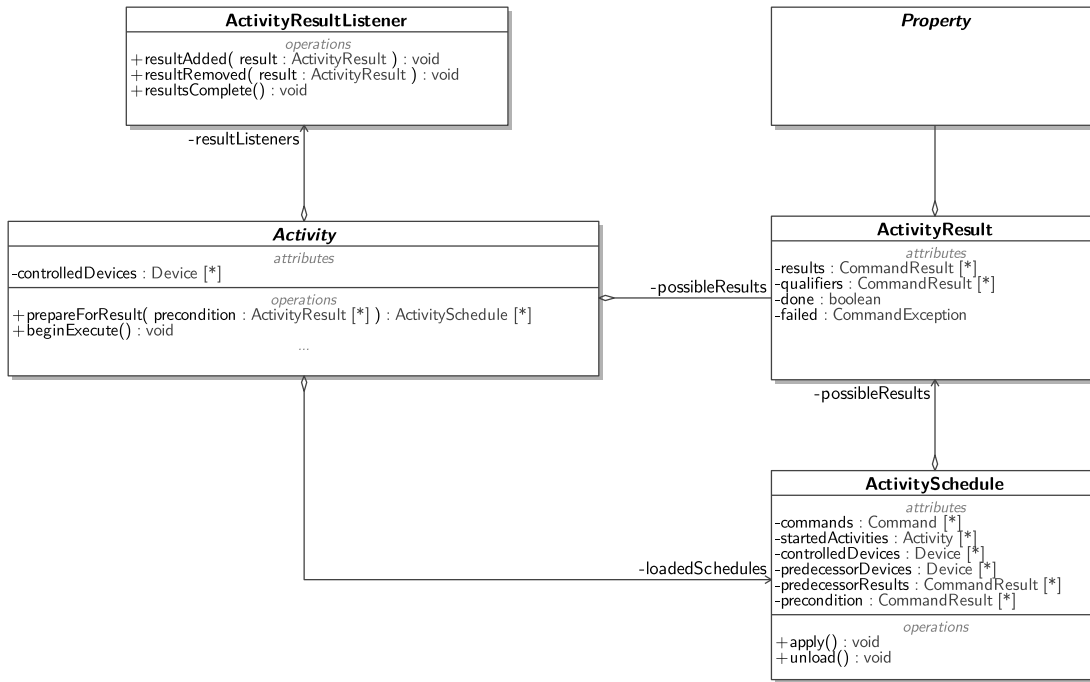 ActivityResultListener
operations
+resultAdded( result : ActivityResult ) : void
+resultRemoved( result : ActivityResult ) : void
+resultsComplete() : void
Property
-resultListeners
Activity
attributes
-controlledDevices : Device [*]
operations
+prepareForResult( precondition : ActivityResult [*] ) : ActivitySchedule [*]
+beginExecute() : void
...
-possibleResults
ActivityResult
attributes
-results : CommandResult [*]
-qualifiers : CommandResult [*]
-done : boolean
-failed : CommandException
-possibleResults
ActivitySchedule
attributes
-commands : Command [*]
-startedActivities : Activity [*]
-controlledDevices : Device [*]
-predecessorDevices : Device [*]
-predecessorResults : CommandResult [*]
-precondition : CommandResult [*]
operations
+apply() : void
+unload() : void
-loadedSchedules